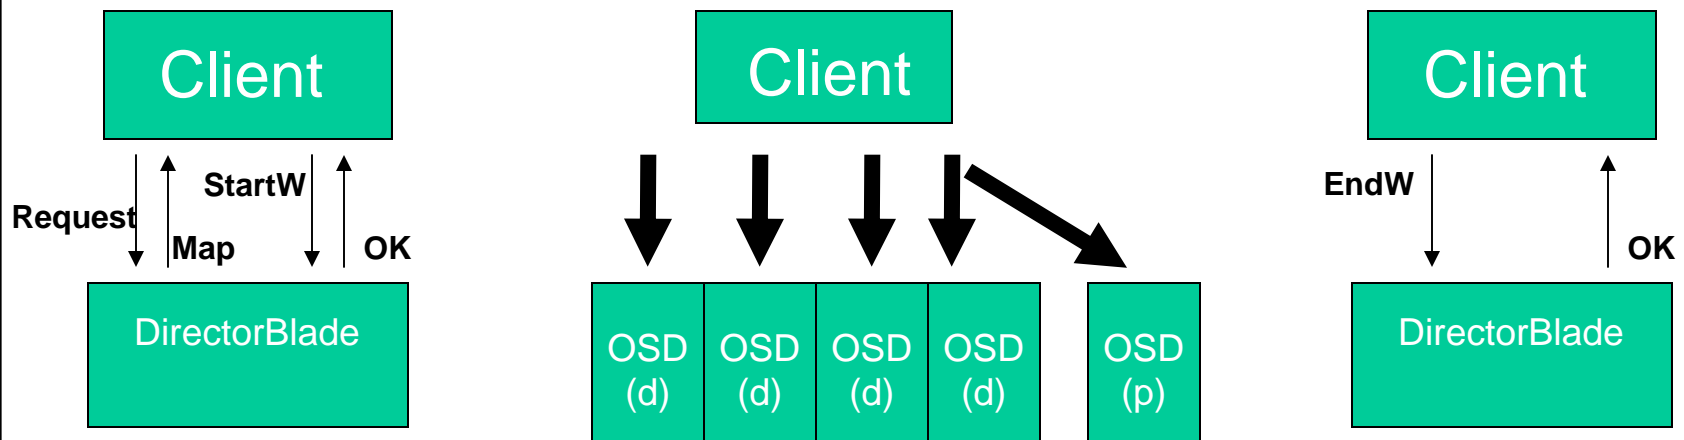 Client
Request
Map
StartW
OK
DirectorBlade
Client
OSD
(d)
OSD
(d)
OSD
(d)
OSD
(d)
OSD
(p)
Client
EndW
OK
DirectorBlade